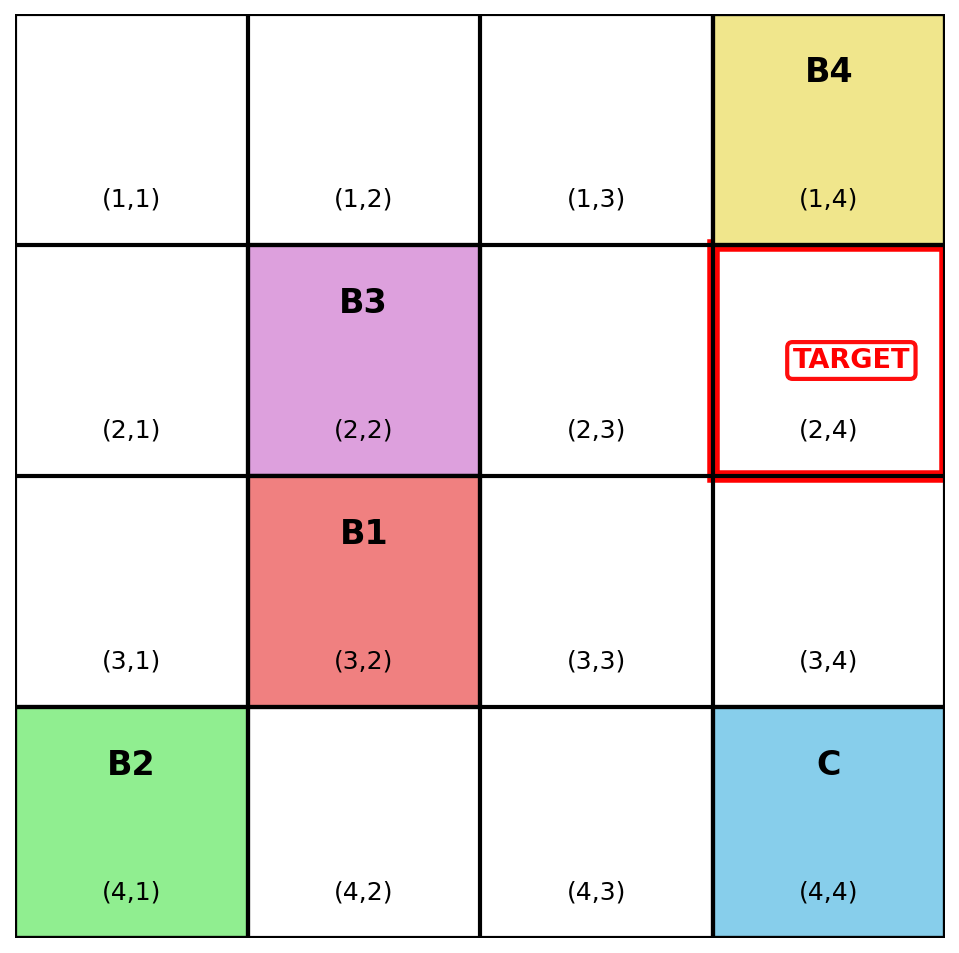 B4
(1,1) (1,2) (1,3) (1,4)
B3
TARGET
(2,1) (2,2) (2,3) (2,4)
B1
(3,1) (3,2) (3,3) (3,4)
B2 C
(4,1) (4,2) (4,3) (4,4)